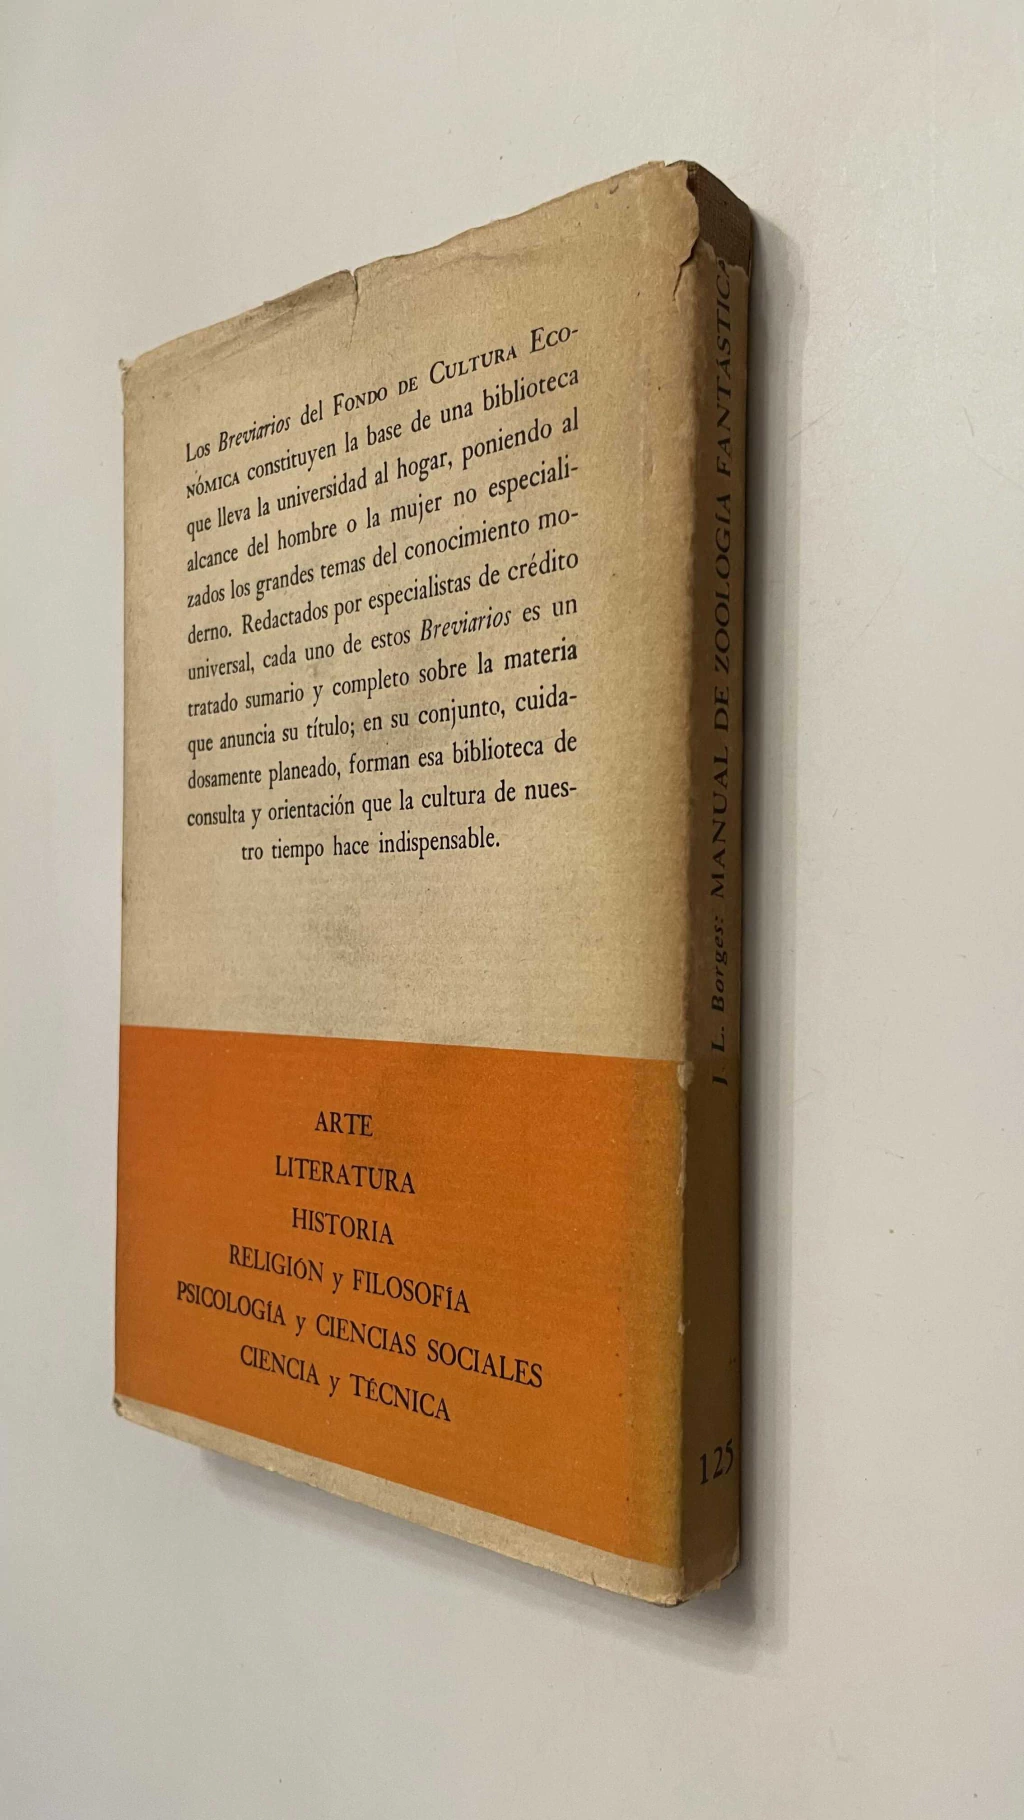 Los Breviarios del FONDO DE CULTURA ECO-
NÓMICA constituyen la base de una biblioteca
que lleva la universidad al hogar, poniendo al
alcance del hombre o la mujer no especiali-
zados los grandes temas del conocimiento mo-
derno. Redactados por especialistas de crédito
universal, cada uno de estos Breviarios es un
tratado sumario y completo sobre la materia
que anuncia su título; en su conjunto, cuida-
dosamente planeado, forman esa biblioteca de
consulta y orientación que la cultura de nues-
tro tiempo hace indispensable.
ARTE
LITERATURA
HISTORIA
RELIGIÓN y FILOSOFÍA
PSICOLOGÍA y CIENCIAS SOCIALES
CIENCIA y TÉCNICA
J. L. Borges: MANUAL DE ZOOLOGÍA FANTÁSTICA
125